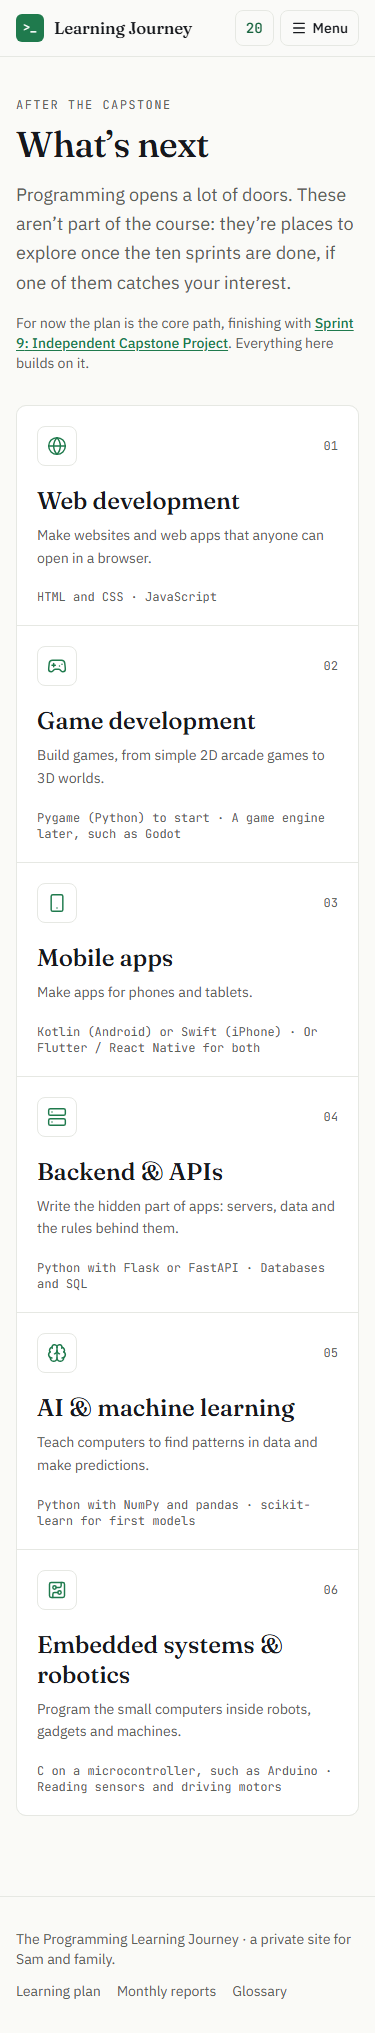 >_ Learning Journey 20 ☰ Menu
AFTER THE CAPSTONE
What’s next
Programming opens a lot of doors. These
aren’t part of the course: they’re places to
explore once the ten sprints are done, if
one of them catches your interest.
For now the plan is the core path, finishing with Sprint
9: Independent Capstone Project. Everything here
builds on it.
01
Web development
Make websites and web apps that anyone can
open in a browser.
HTML and CSS · JavaScript
02
Game development
Build games, from simple 2D arcade games to
3D worlds.
Pygame (Python) to start · A game engine
later, such as Godot
03
Mobile apps
Make apps for phones and tablets.
Kotlin (Android) or Swift (iPhone) · Or
Flutter / React Native for both
04
Backend & APIs
Write the hidden part of apps: servers, data and
the rules behind them.
Python with Flask or FastAPI · Databases
and SQL
05
AI & machine learning
Teach computers to find patterns in data and
make predictions.
Python with NumPy and pandas · scikit-
learn for first models
06
Embedded systems &
robotics
Program the small computers inside robots,
gadgets and machines.
C on a microcontroller, such as Arduino ·
Reading sensors and driving motors
The Programming Learning Journey · a private site for
Sam and family.
Learning plan Monthly reports Glossary